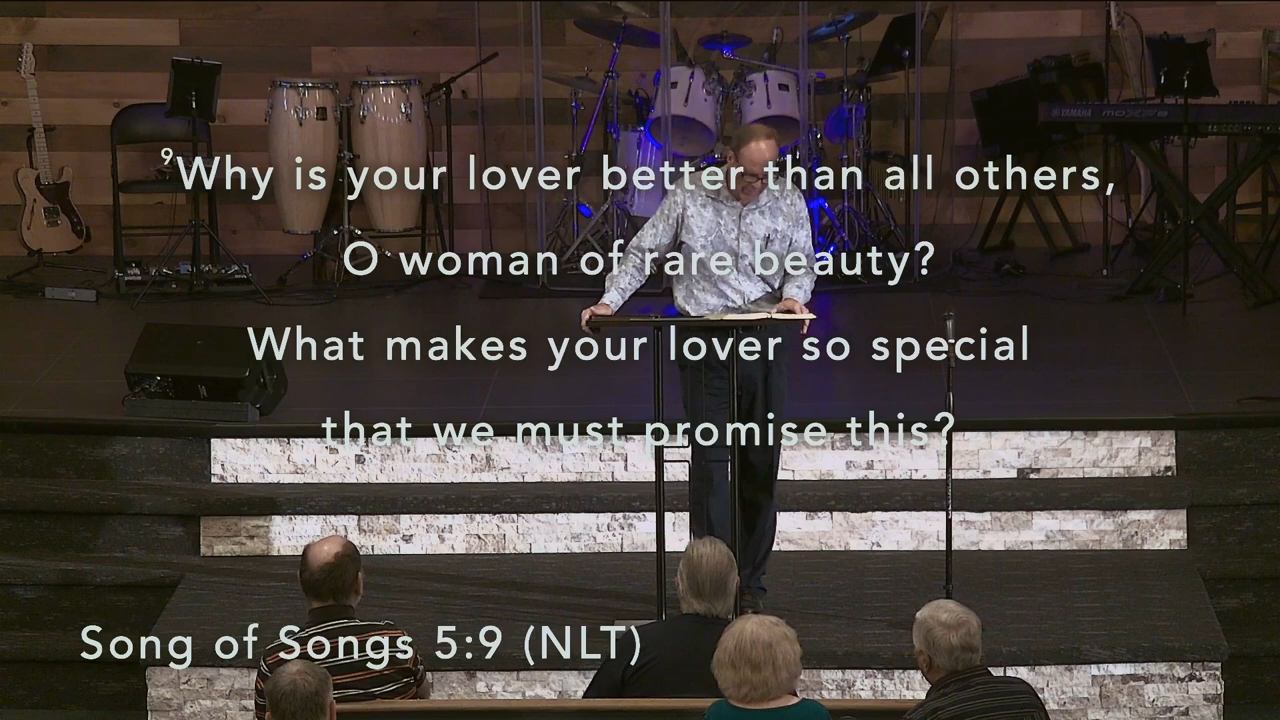 ⁹Why is your lover better than all others,
O woman of rare beauty?
What makes your lover so special
that we must promise this?
Song of Songs 5:9 (NLT)
YAMAHA